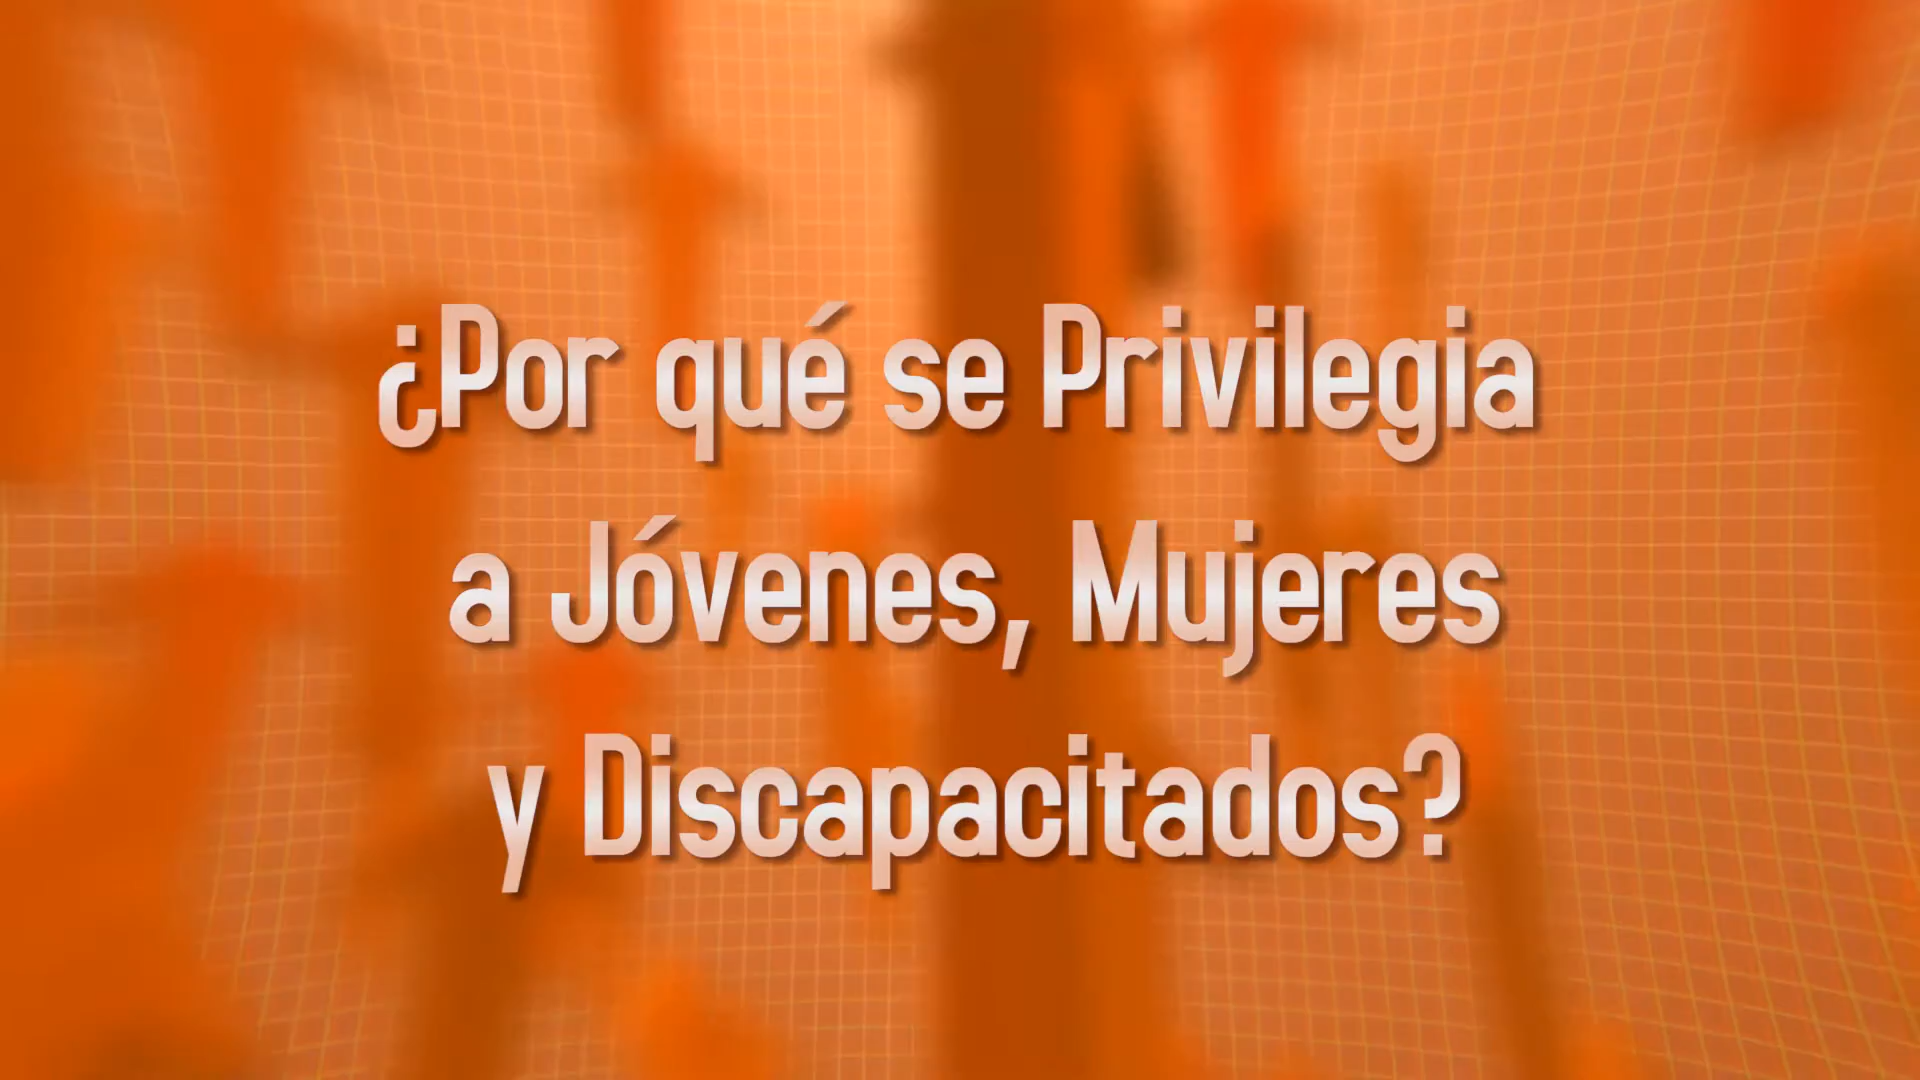 ¿Por qué se Privilegia
a Jóvenes, Mujeres
y Discapacitados?